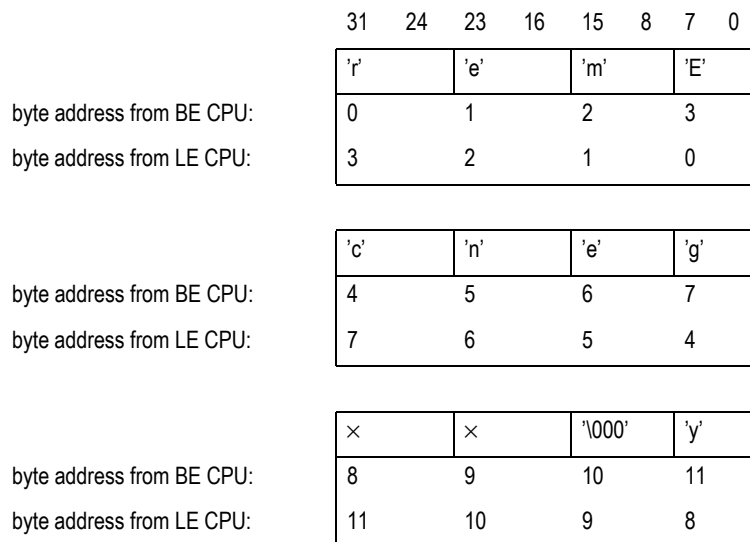 31 24 23 16 15 8 7 0
’r’ ’e’ ’m’ ’E’
byte address from BE CPU: 0 1 2 3
byte address from LE CPU: 3 2 1 0
’c’ ’n’ ’e’ ’g’
byte address from BE CPU: 4 5 6 7
byte address from LE CPU: 7 6 5 4
× × ’\000’ ’y’
byte address from BE CPU: 8 9 10 11
byte address from LE CPU: 11 10 9 8